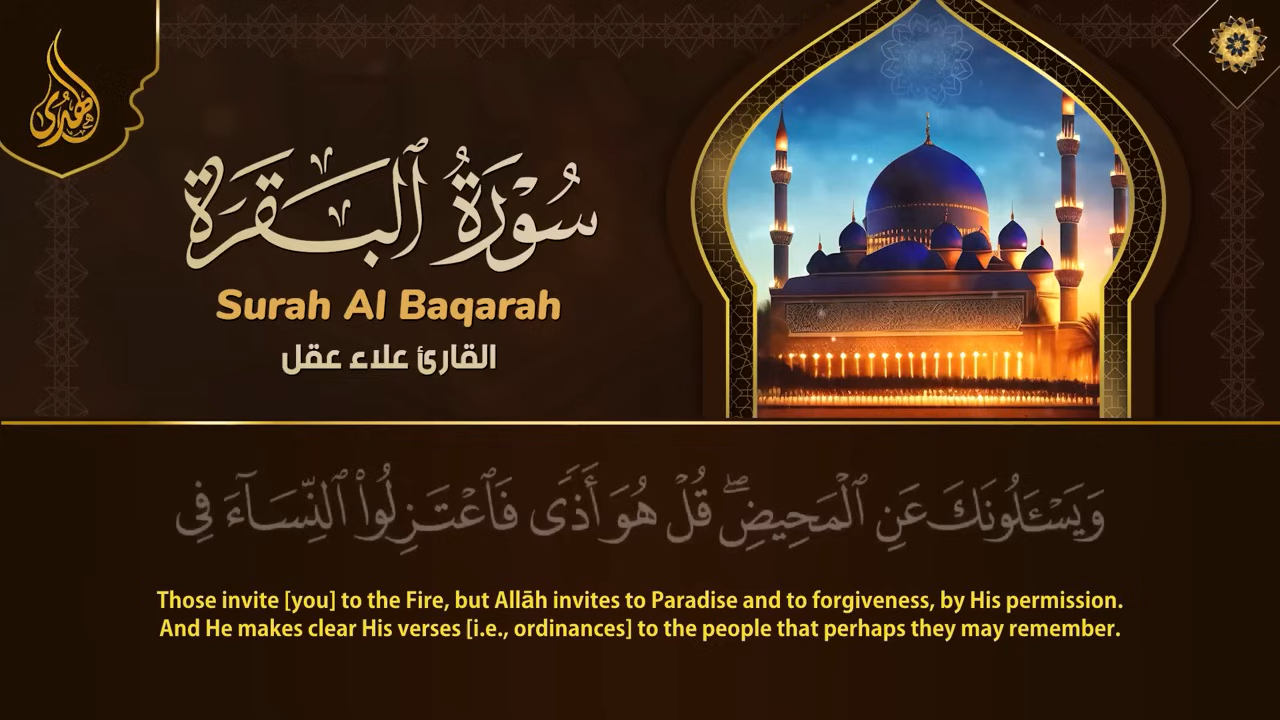 هدى
سُورَةُ ٱلبَقَرَة
Surah Al Baqarah
القارئ علاء عقل
وَيَسْـَٔلُونَكَ عَنِ ٱلْمَحِيضِ ۖ قُلْ هُوَ أَذًى فَٱعْتَزِلُوا۟ ٱلنِّسَآءَ فِى
Those invite [you] to the Fire, but Allāh invites to Paradise and to forgiveness, by His permission.
And He makes clear His verses [i.e., ordinances] to the people that perhaps they may remember.